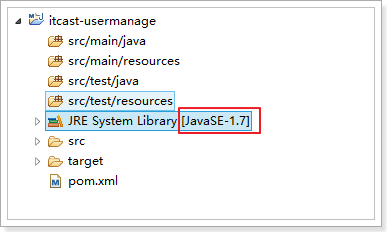 itcast-usermanage
src/main/java
src/main/resources
src/test/java
src/test/resources
JRE System Library [JavaSE-1.7]
src
target
pom.xml